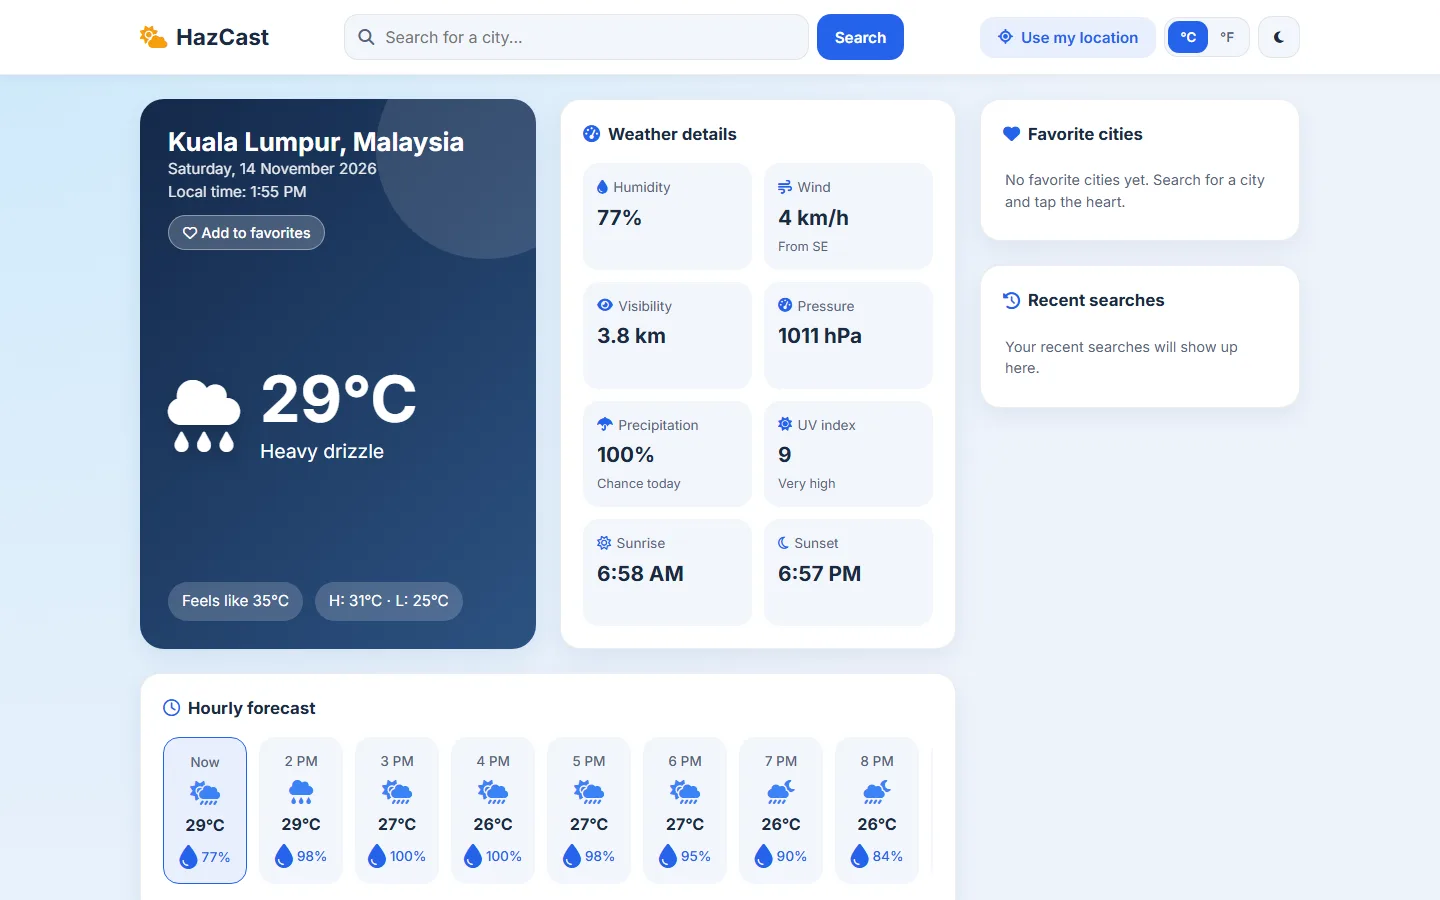 HazCast
Search for a city...
Search
Use my location
°C
°F
Kuala Lumpur, Malaysia
Saturday, 14 November 2026
Local time: 1:55 PM
Add to favorites
29°C
Heavy drizzle
Feels like 35°C
H: 31°C · L: 25°C
Weather details
Humidity
77%
Wind
4 km/h
From SE
Visibility
3.8 km
Pressure
1011 hPa
Precipitation
100%
Chance today
UV index
9
Very high
Sunrise
6:58 AM
Sunset
6:57 PM
Favorite cities
No favorite cities yet. Search for a city
and tap the heart.
Recent searches
Your recent searches will show up
here.
Hourly forecast
Now
29°C
77%
2 PM
29°C
98%
3 PM
27°C
100%
4 PM
26°C
100%
5 PM
27°C
98%
6 PM
27°C
95%
7 PM
26°C
90%
8 PM
26°C
84%